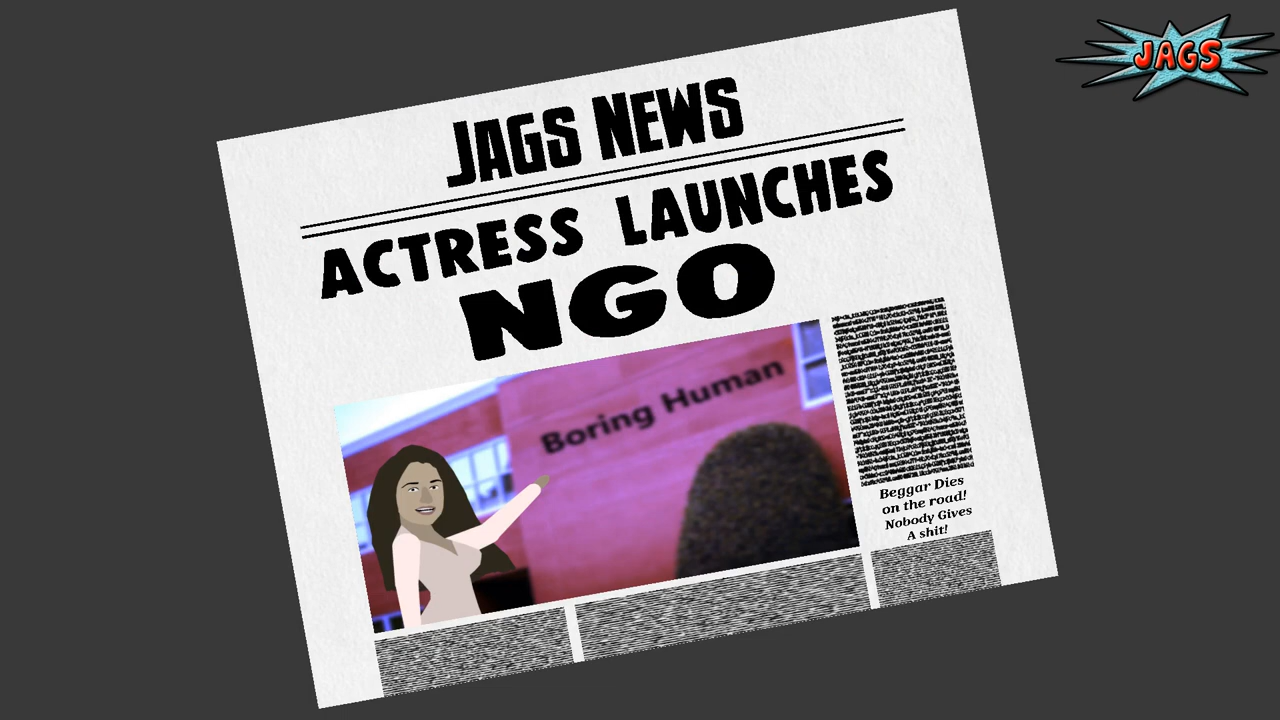 JAGS
JAGS NEWS
ACTRESS LAUNCHES
NGO
Boring Human
Beggar Dies
on the road!
Nobody Gives
A shit!